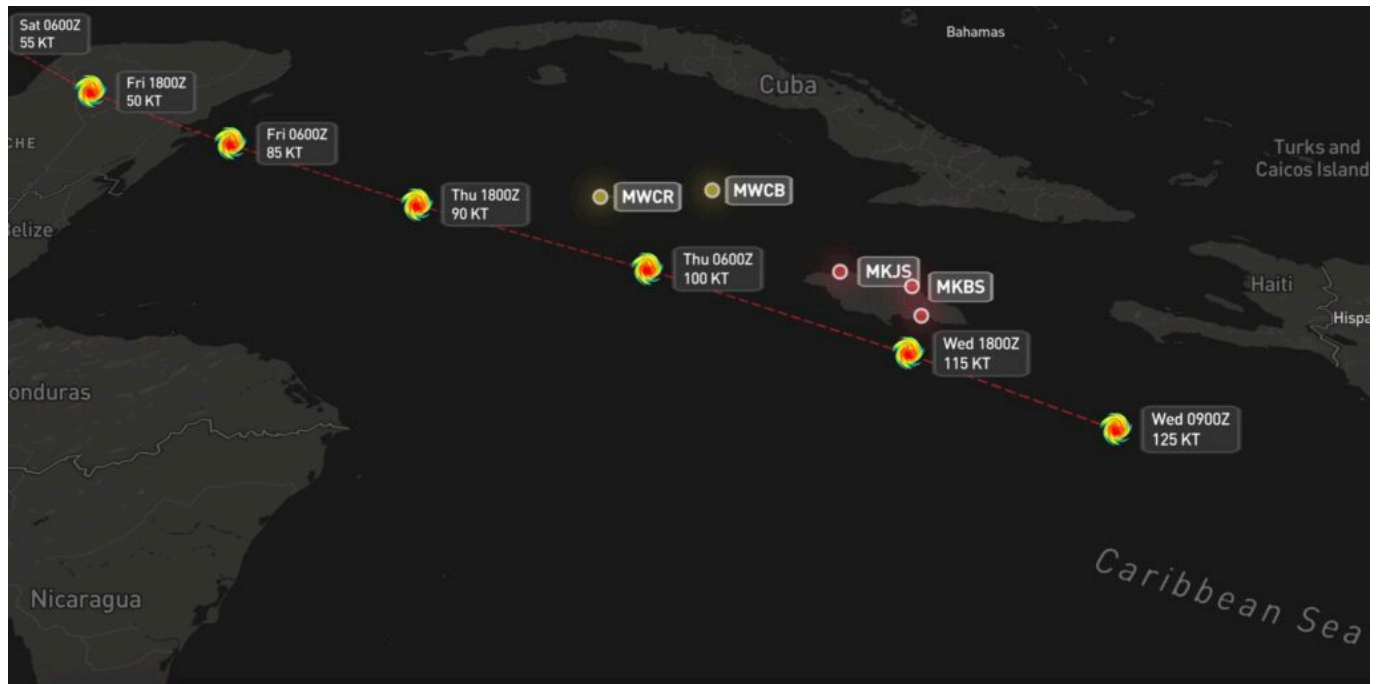 Sat 0600Z
55 KT
Bahamas
Fri 1800Z
50 KT
Cuba
Fri 0600Z
85 KT
CHE
Turks and
Caicos Island
Thu 1800Z
90 KT
MWCR
MWCB
Belize
Thu 0600Z
100 KT
MKJS
MKBS
Haiti
Hispa
Wed 1800Z
115 KT
onduras
Wed 0900Z
125 KT
Caribbean Sea
Nicaragua